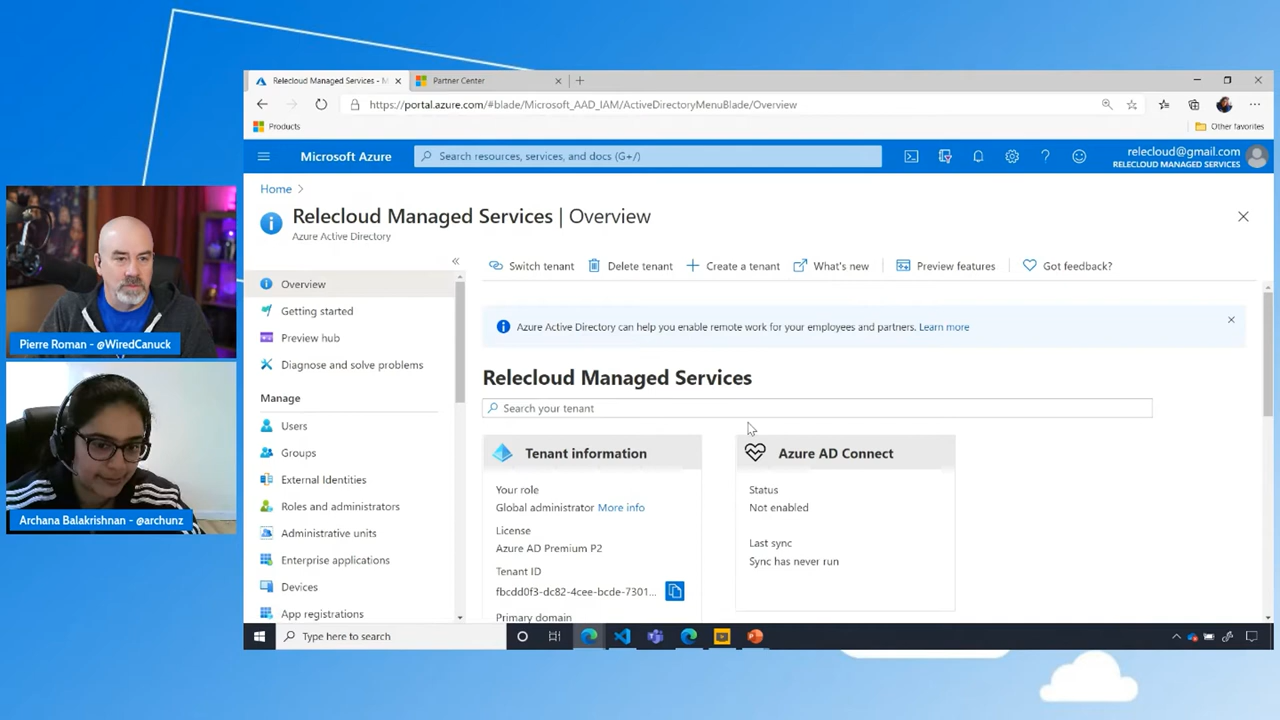 Relecloud Managed Services - M
Partner Center
https://portal.azure.com/#blade/Microsoft_AAD_IAM/ActiveDirectoryMenuBlade/Overview
Products
Other favorites
Microsoft Azure
Search resources, services, and docs (G+/)
relecloud@gmail.com
RELECLOUD MANAGED SERVICES
Home
Relecloud Managed Services | Overview
Azure Active Directory
Switch tenant
Delete tenant
Create a tenant
What's new
Preview features
Got feedback?
Overview
Getting started
Preview hub
Diagnose and solve problems
Manage
Users
Groups
External Identities
Roles and administrators
Administrative units
Enterprise applications
Devices
App registrations
Azure Active Directory can help you enable remote work for your employees and partners. Learn more
Relecloud Managed Services
Search your tenant
Tenant information
Your role
Global administrator More info
License
Azure AD Premium P2
Tenant ID
fbcdd0f3-dc82-4cee-bcde-7301...
Primary domain
Azure AD Connect
Status
Not enabled
Last sync
Sync has never run
Type here to search
Pierre Roman - @WiredCanuck
Archana Balakrishnan - @archunz